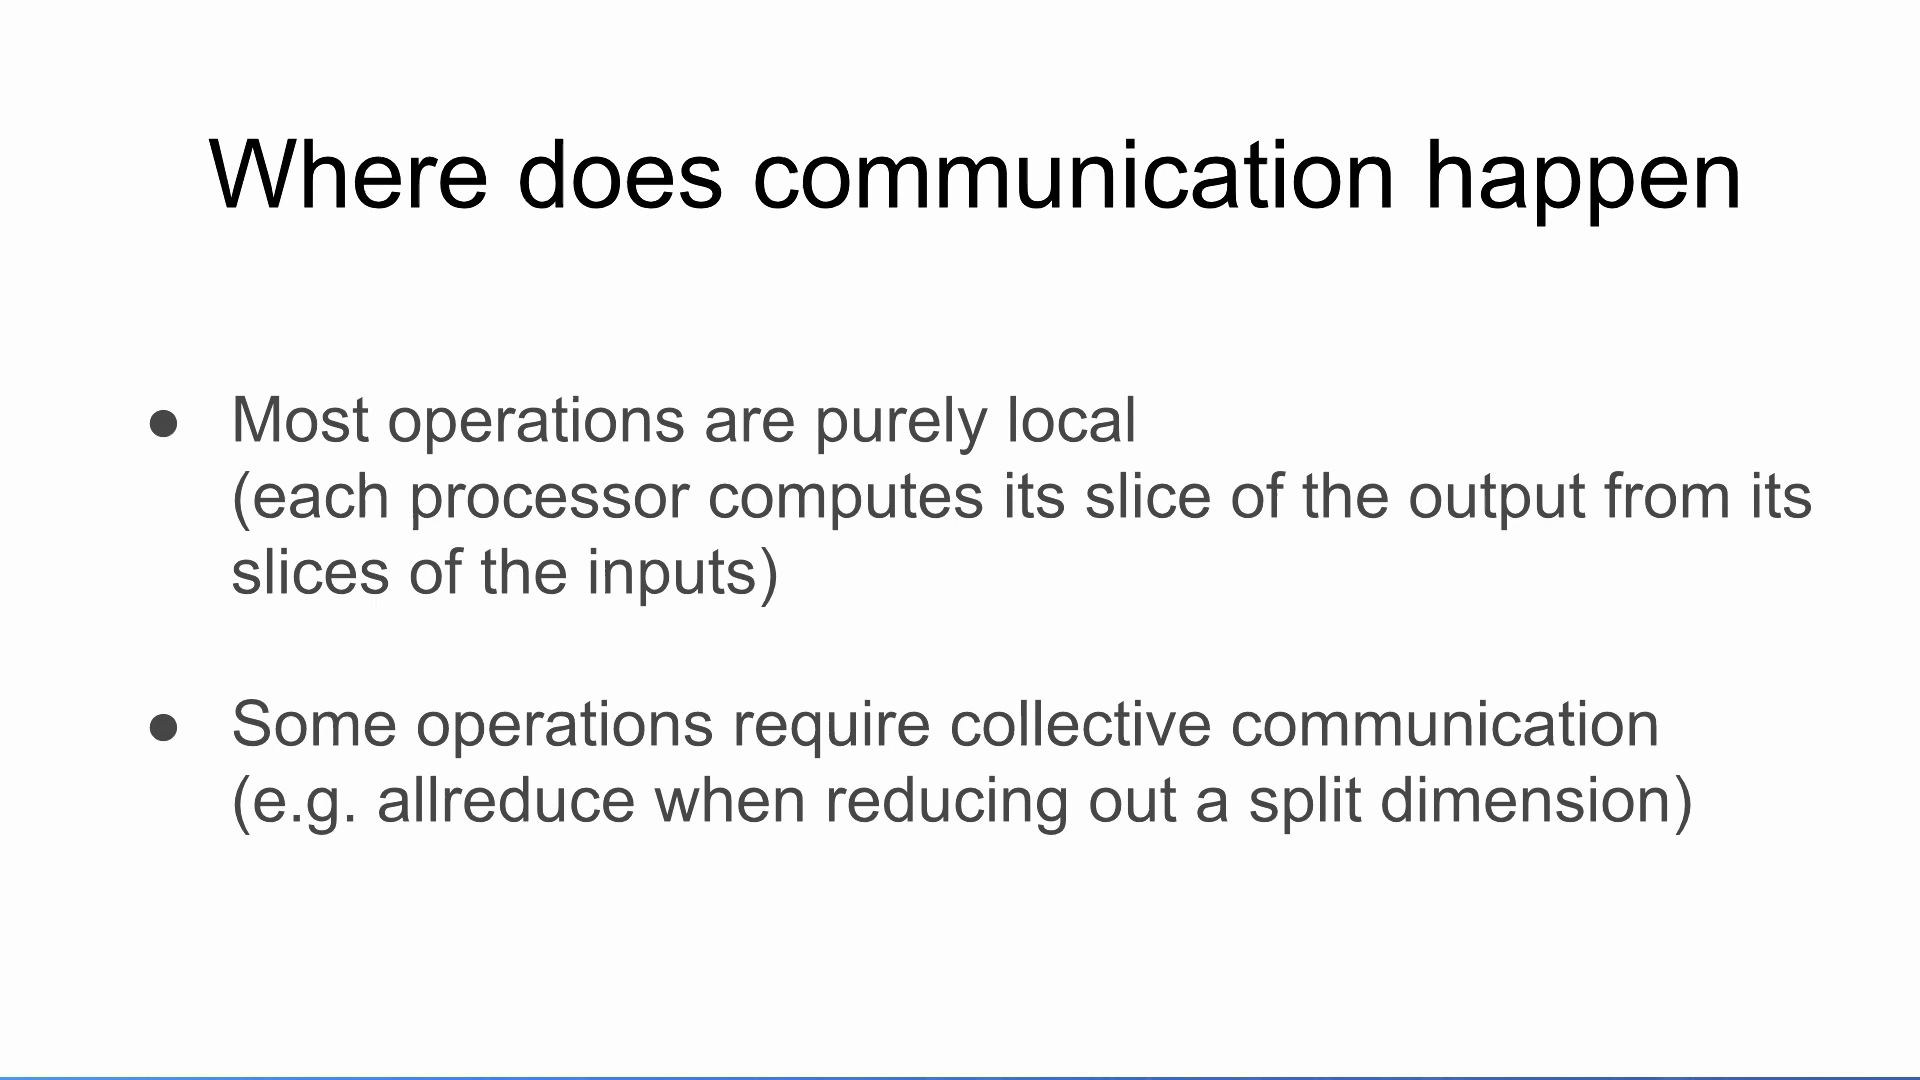 Where does communication happen
● Most operations are purely local
(each processor computes its slice of the output from its
slices of the inputs)
● Some operations require collective communication
(e.g. allreduce when reducing out a split dimension)